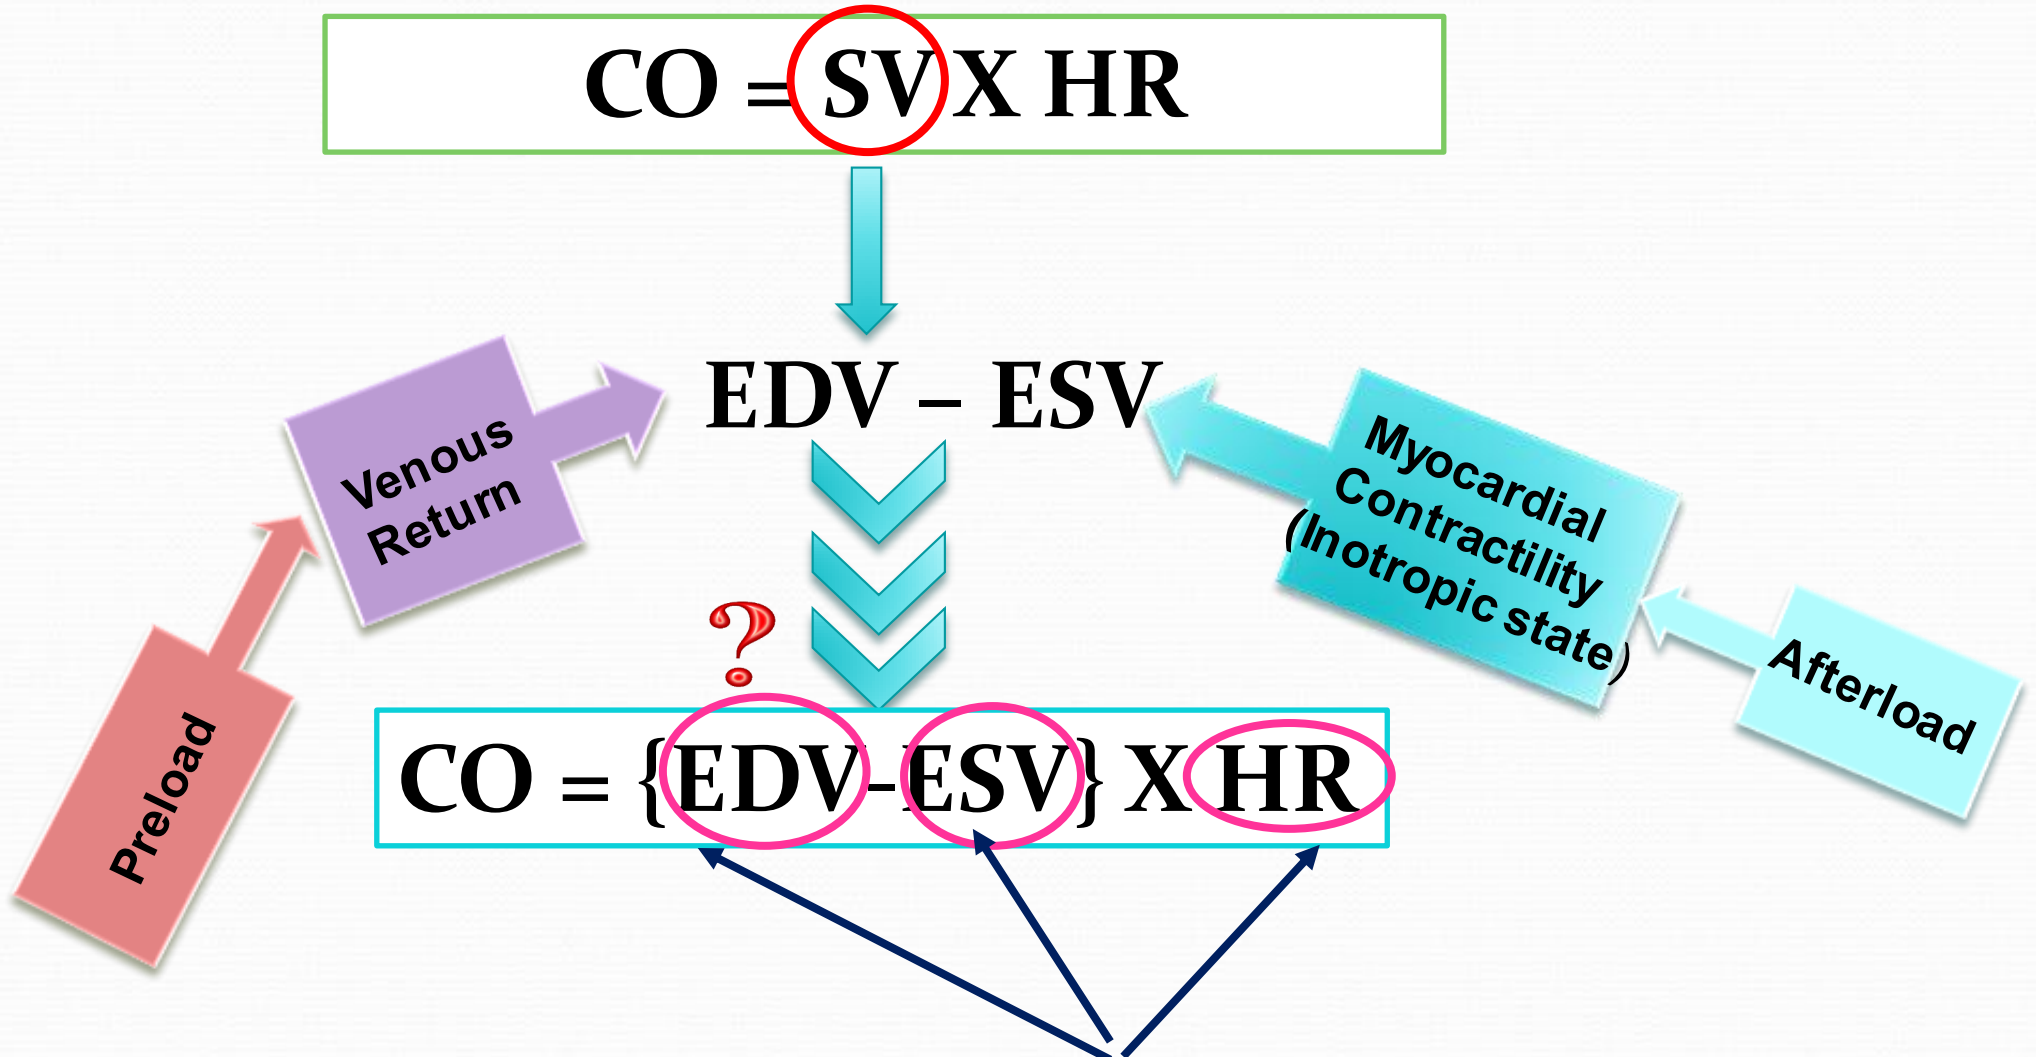 CO = SV X HR
EDV – ESV
Venous
Return
Myocardial
Contractility
(Inotropic state)
Preload
Afterload
?
CO = {EDV-ESV} X HR